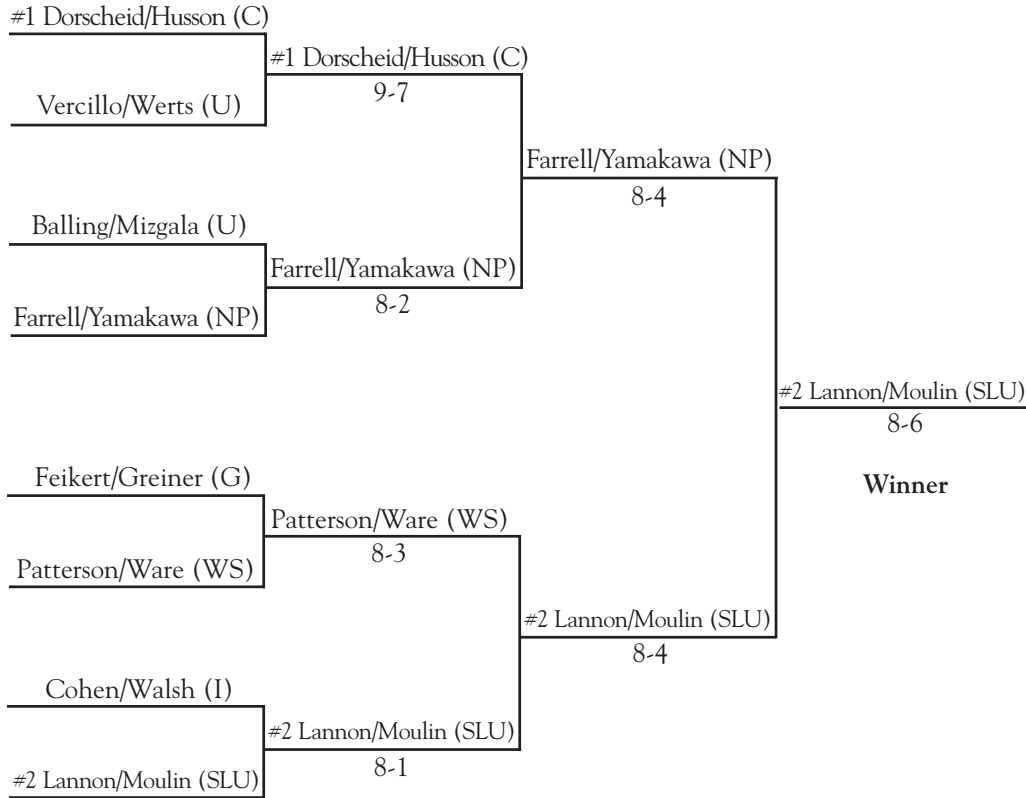 #1 Dorscheid/Husson (C)
Vercillo/Werts (U)
Balling/Mizgala (U)
Farrell/Yamakawa (NP)
Feikert/Greiner (G)
Patterson/Ware (WS)
Cohen/Walsh (I)
#2 Lannon/Moulin (SLU)
#1 Dorscheid/Husson (C)
9-7
Farrell/Yamakawa (NP)
8-2
Patterson/Ware (WS)
8-3
#2 Lannon/Moulin (SLU)
8-1
Farrell/Yamakawa (NP)
8-4
#2 Lannon/Moulin (SLU)
8-4
#2 Lannon/Moulin (SLU)
8-6
Winner